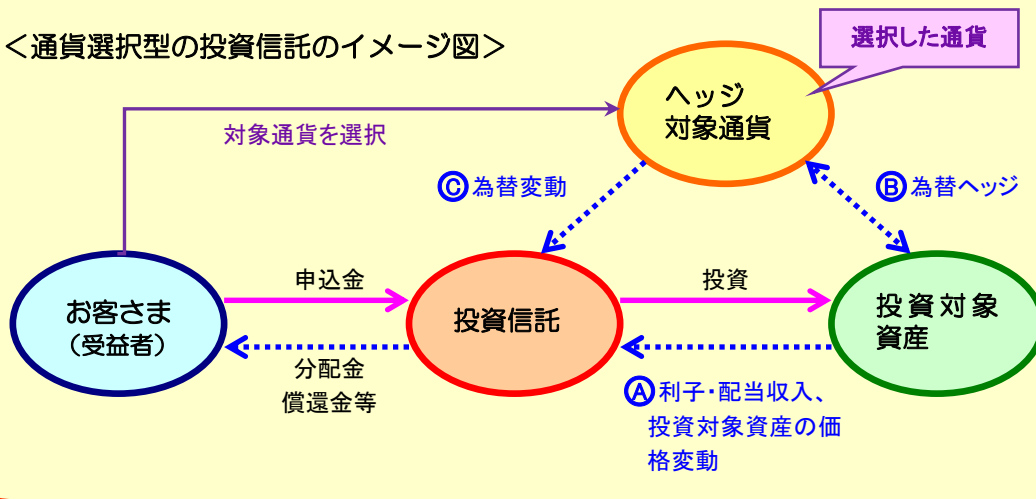 ＜通貨選択型の投資信託のイメージ図＞
選択した通貨
ヘッジ
対象通貨
対象通貨を選択
Ⓒ為替変動
Ⓑ為替ヘッジ
お客さま
（受益者）
申込金
投資信託
投資
投資対象
資産
分配金
償還金等
Ⓐ利子・配当収入、
投資対象資産の価
格変動